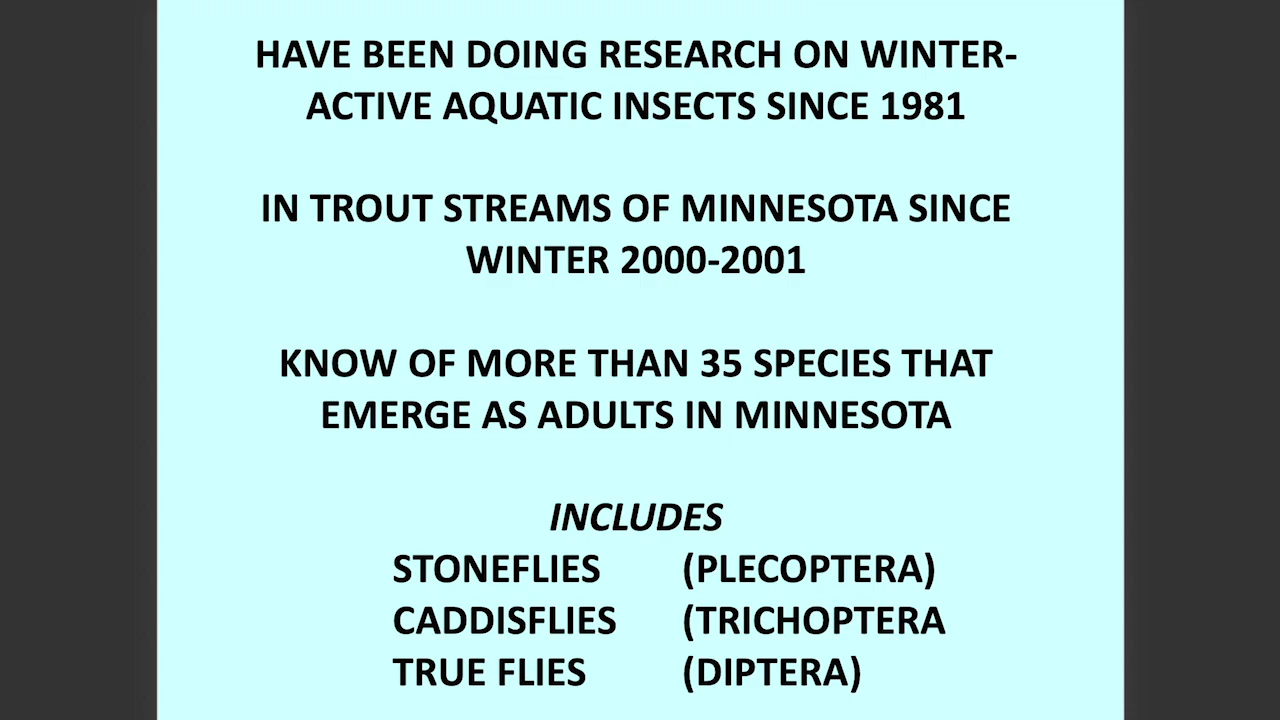 HAVE BEEN DOING RESEARCH ON WINTER-
ACTIVE AQUATIC INSECTS SINCE 1981
IN TROUT STREAMS OF MINNESOTA SINCE
WINTER 2000-2001
KNOW OF MORE THAN 35 SPECIES THAT
EMERGE AS ADULTS IN MINNESOTA
INCLUDES
STONEFLIES (PLECOPTERA)
CADDISFLIES (TRICHOPTERA
TRUE FLIES (DIPTERA)